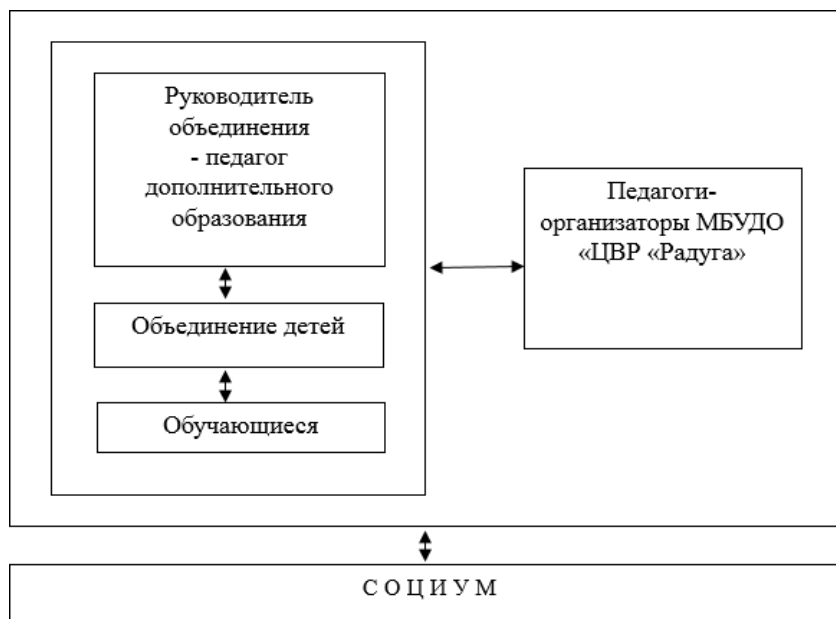 Руководитель
объединения
- педагог
дополнительного
образования
Объединение детей
Обучающиеся
Педагоги-
организаторы МБУДО
«ЦВР «Радуга»
С О Ц И У М